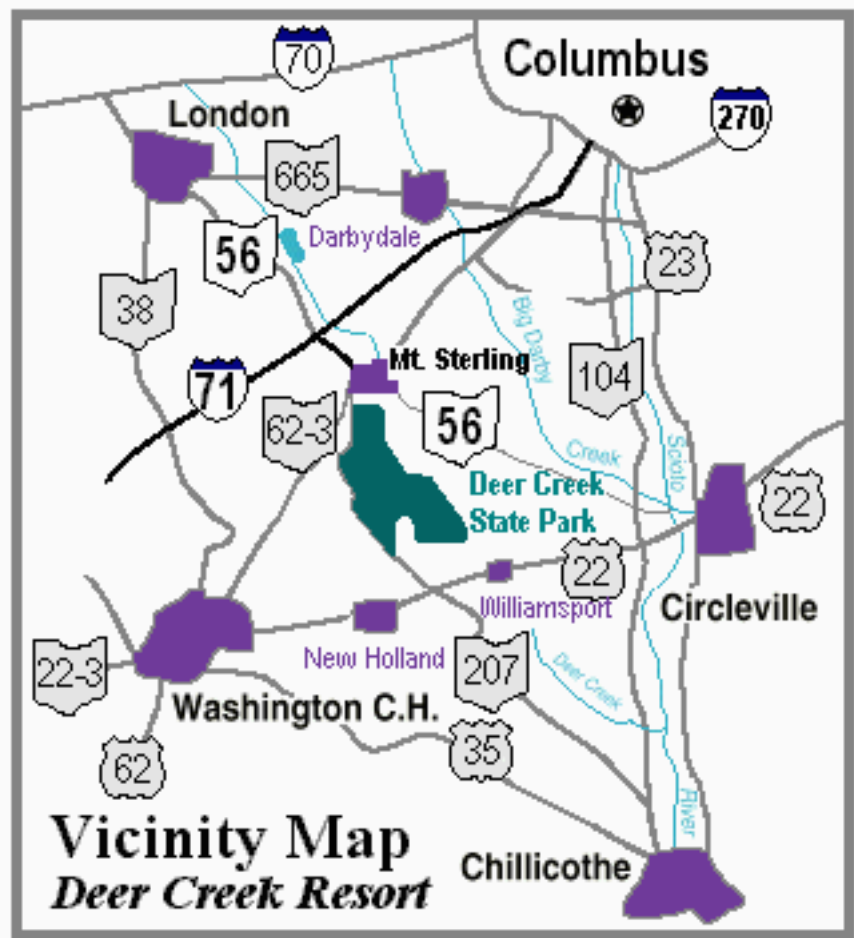 70
Columbus
London
270
665
Darbydale
56
23
38
Big Darby
Mt. Sterling
71
104
62-3
56
Creek
Scioto
Deer Creek
State Park
22
22
Williamsport
Circleville
New Holland
22-3
207
Deer Creek
Washington C.H.
35
62
River
Vicinity Map
Chillicothe
Deer Creek Resort